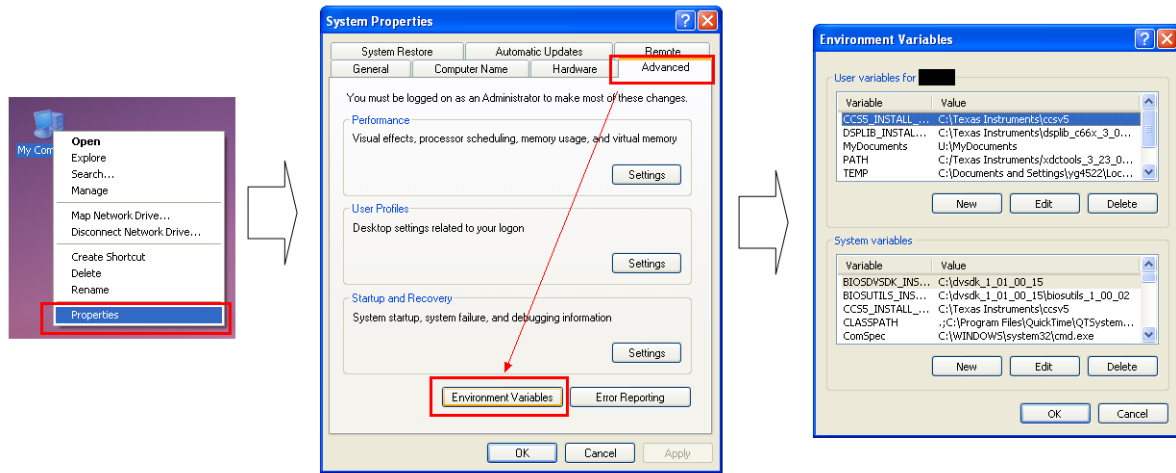 My Com
Open
Explore
Search...
Manage
Map Network Drive...
Disconnect Network Drive...
Create Shortcut
Delete
Rename
Properties
System Properties
System Restore Automatic Updates Remote
General Computer Name Hardware Advanced
You must be logged on as an Administrator to make most of these changes.
Performance
Visual effects, processor scheduling, memory usage, and virtual memory
Settings
User Profiles
Desktop settings related to your logon
Settings
Startup and Recovery
System startup, system failure, and debugging information
Settings
Environment Variables Error Reporting
OK Cancel Apply
Environment Variables
User variables for
Variable Value
CCS5_INSTALL_... C:\Texas Instruments\ccsv5
DSPLIB_INSTAL... C:\Texas Instruments\dsplib_c66x_3_0...
MyDocuments U:\MyDocuments
PATH C:/Texas Instruments/xdctools_3_23_0...
TEMP C:\Documents and Settings\yg4522\Loc...
New Edit Delete
System variables
Variable Value
BIOSDVSDK_INS... C:\dvsdk_1_01_00_15
BIOSUTILS_INS... C:\dvsdk_1_01_00_15\biosutils_1_00_02
CCS5_INSTALL_... C:\Texas Instruments\ccsv5
CLASSPATH .;C:\Program Files\QuickTime\QTSystem...
ComSpec C:\WINDOWS\system32\cmd.exe
New Edit Delete
OK Cancel